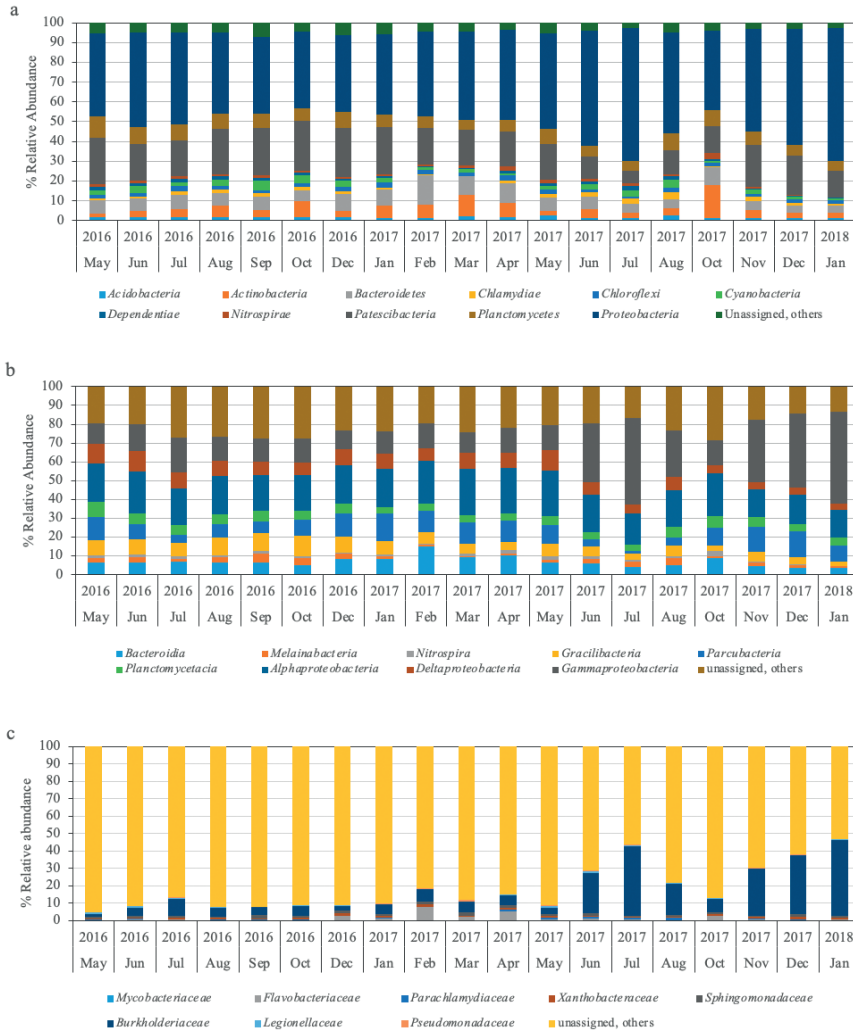 a
% Relative Abundance
100
90
80
70
60
50
40
30
20
10
0
2016 2016 2016 2016 2016 2016 2016 2017 2017 2017 2017 2017 2017 2017 2017 2017 2017 2017 2018
May Jun Jul Aug Sep Oct Dec Jan Feb Mar Apr May Jun Jul Aug Oct Nov Dec Jan
Acidobacteria Actinobacteria Bacteroidetes Chlamydiae Chloroflexi Cyanobacteria
Dependentiae Nitrospirae Patescibacteria Planctomycetes Proteobacteria Unassigned, others
b
% Relative Abundance
100
90
80
70
60
50
40
30
20
10
0
2016 2016 2016 2016 2016 2016 2016 2017 2017 2017 2017 2017 2017 2017 2017 2017 2017 2017 2018
May Jun Jul Aug Sep Oct Dec Jan Feb Mar Apr May Jun Jul Aug Oct Nov Dec Jan
Bacteroidia Melainabacteria Nitrospira Gracilibacteria Parcubacteria
Planctomycetacia Alphaproteobacteria Deltaproteobacteria Gammaproteobacteria unassigned, others
c
% Relative abundance
100
90
80
70
60
50
40
30
20
10
0
2016 2016 2016 2016 2016 2016 2016 2017 2017 2017 2017 2017 2017 2017 2017 2017 2017 2017 2018
May Jun Jul Aug Sep Oct Dec Jan Feb Mar Apr May Jun Jul Aug Oct Nov Dec Jan
Mycobacteriaceae Flavobacteriaceae Parachlamydiaceae Xanthobacteraceae Sphingomonadaceae
Burkholderiaceae Legionellaceae Pseudomonadaceae unassigned, others